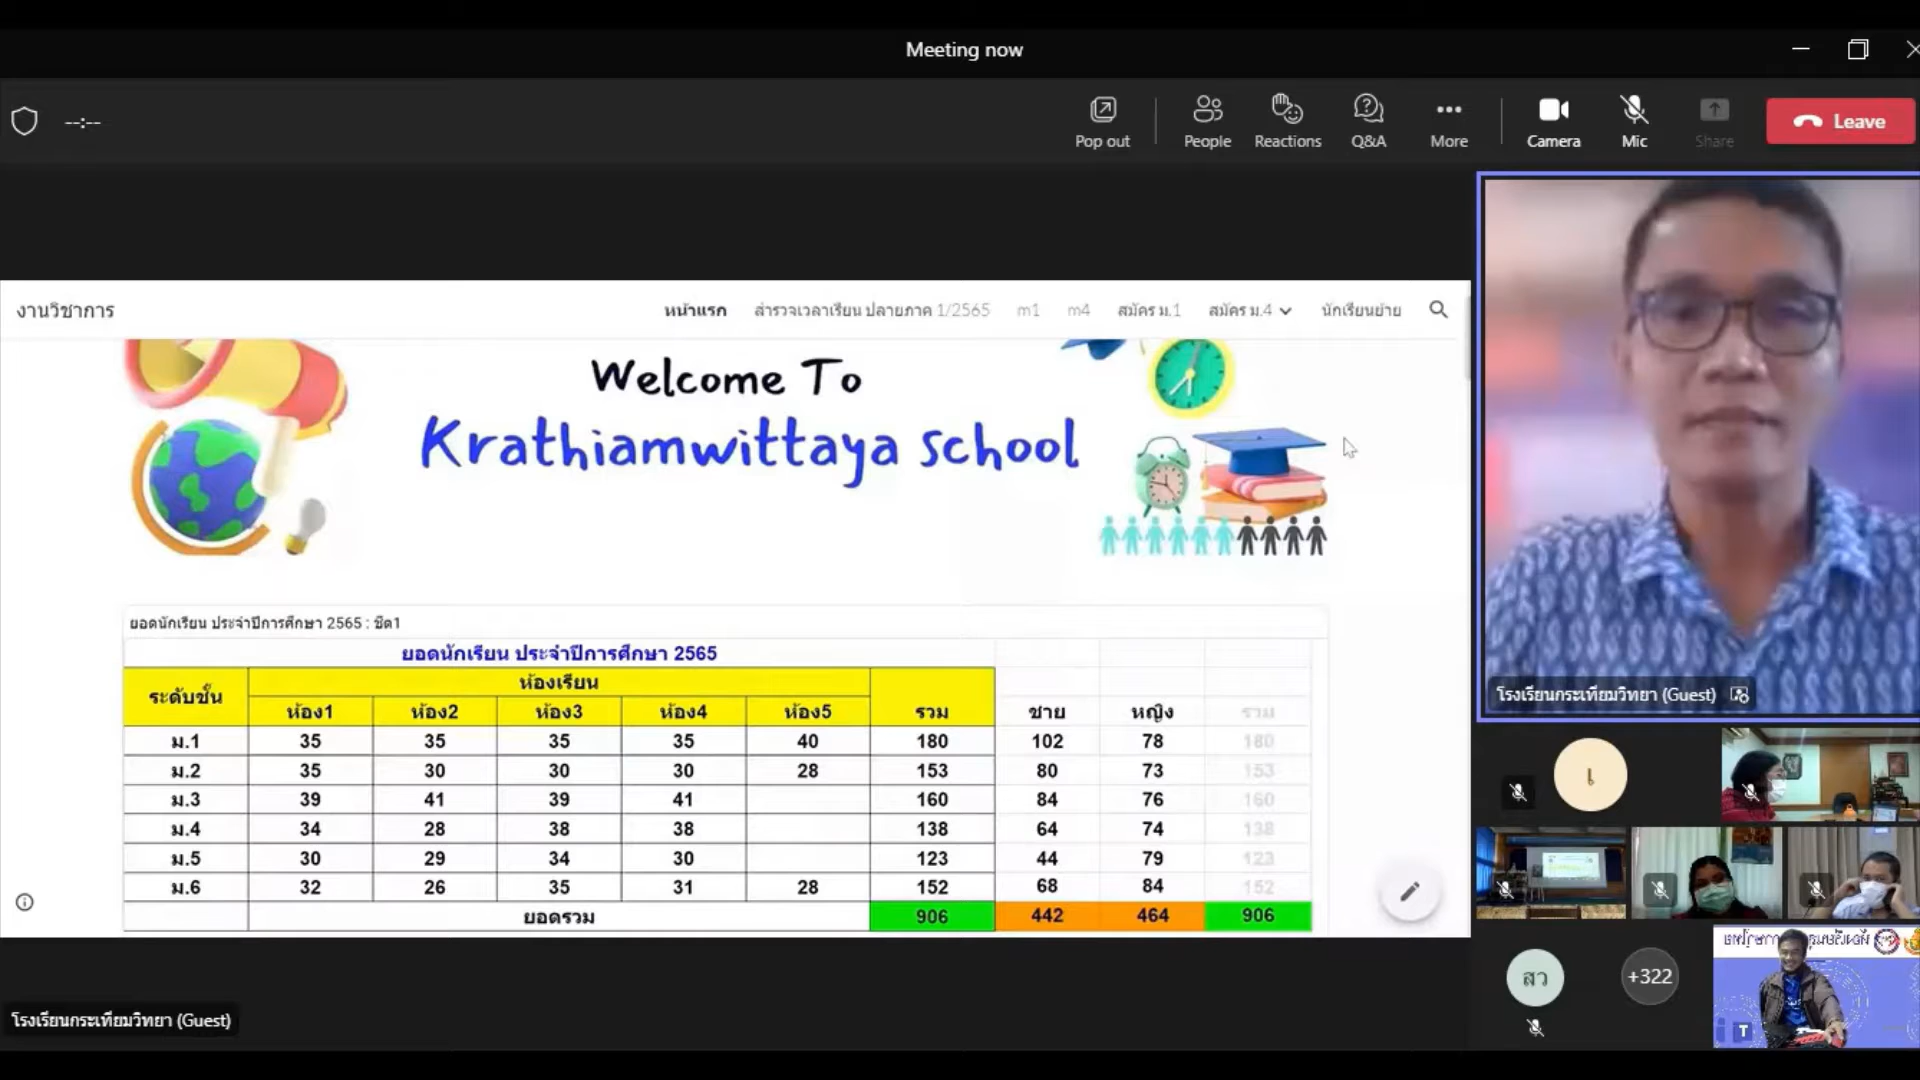 Meeting now
--:--
Pop out
People
Reactions
Q&A
More
Camera
Mic
Share
Leave
งานวิชาการ
หน้าแรก สำรวจเวลาเรียน ปลายภาค 1/2565 m1 m4 สมัคร ม.1 สมัคร ม.4 นักเรียนย้าย
Welcome To
Krathiamwittaya School
ยอดนักเรียน ประจำปีการศึกษา 2565 : ชีต1
ยอดนักเรียน ประจำปีการศึกษา 2565
ระดับชั้น ห้องเรียน
ห้อง1 ห้อง2 ห้อง3 ห้อง4 ห้อง5 รวม ชาย หญิง รวม
ม.1 35 35 35 35 40 180 102 78 180
ม.2 35 30 30 30 28 153 80 73 153
ม.3 39 41 39 41 160 84 76 160
ม.4 34 28 38 38 138 64 74 138
ม.5 30 29 34 30 123 44 79 123
ม.6 32 26 35 31 28 152 68 84 152
ยอดรวม 906 442 464 906
โรงเรียนกระเทียมวิทยา (Guest)
เ
สว
+322
T
โรงเรียนกระเทียมวิทยา (Guest)